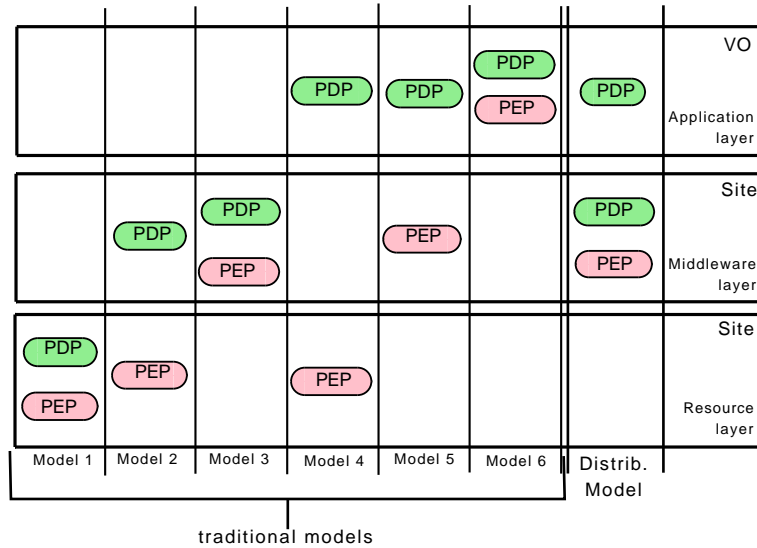 VO
PDP
PDP PDP PDP
PEP
Application
layer
Site
PDP PDP
PDP
PEP
PEP PEP Middleware
layer
Site
PDP
PEP
PEP
PEP
Resource
layer
Model 1 Model 2 Model 3 Model 4 Model 5 Model 6 Distrib.
Model
traditional models